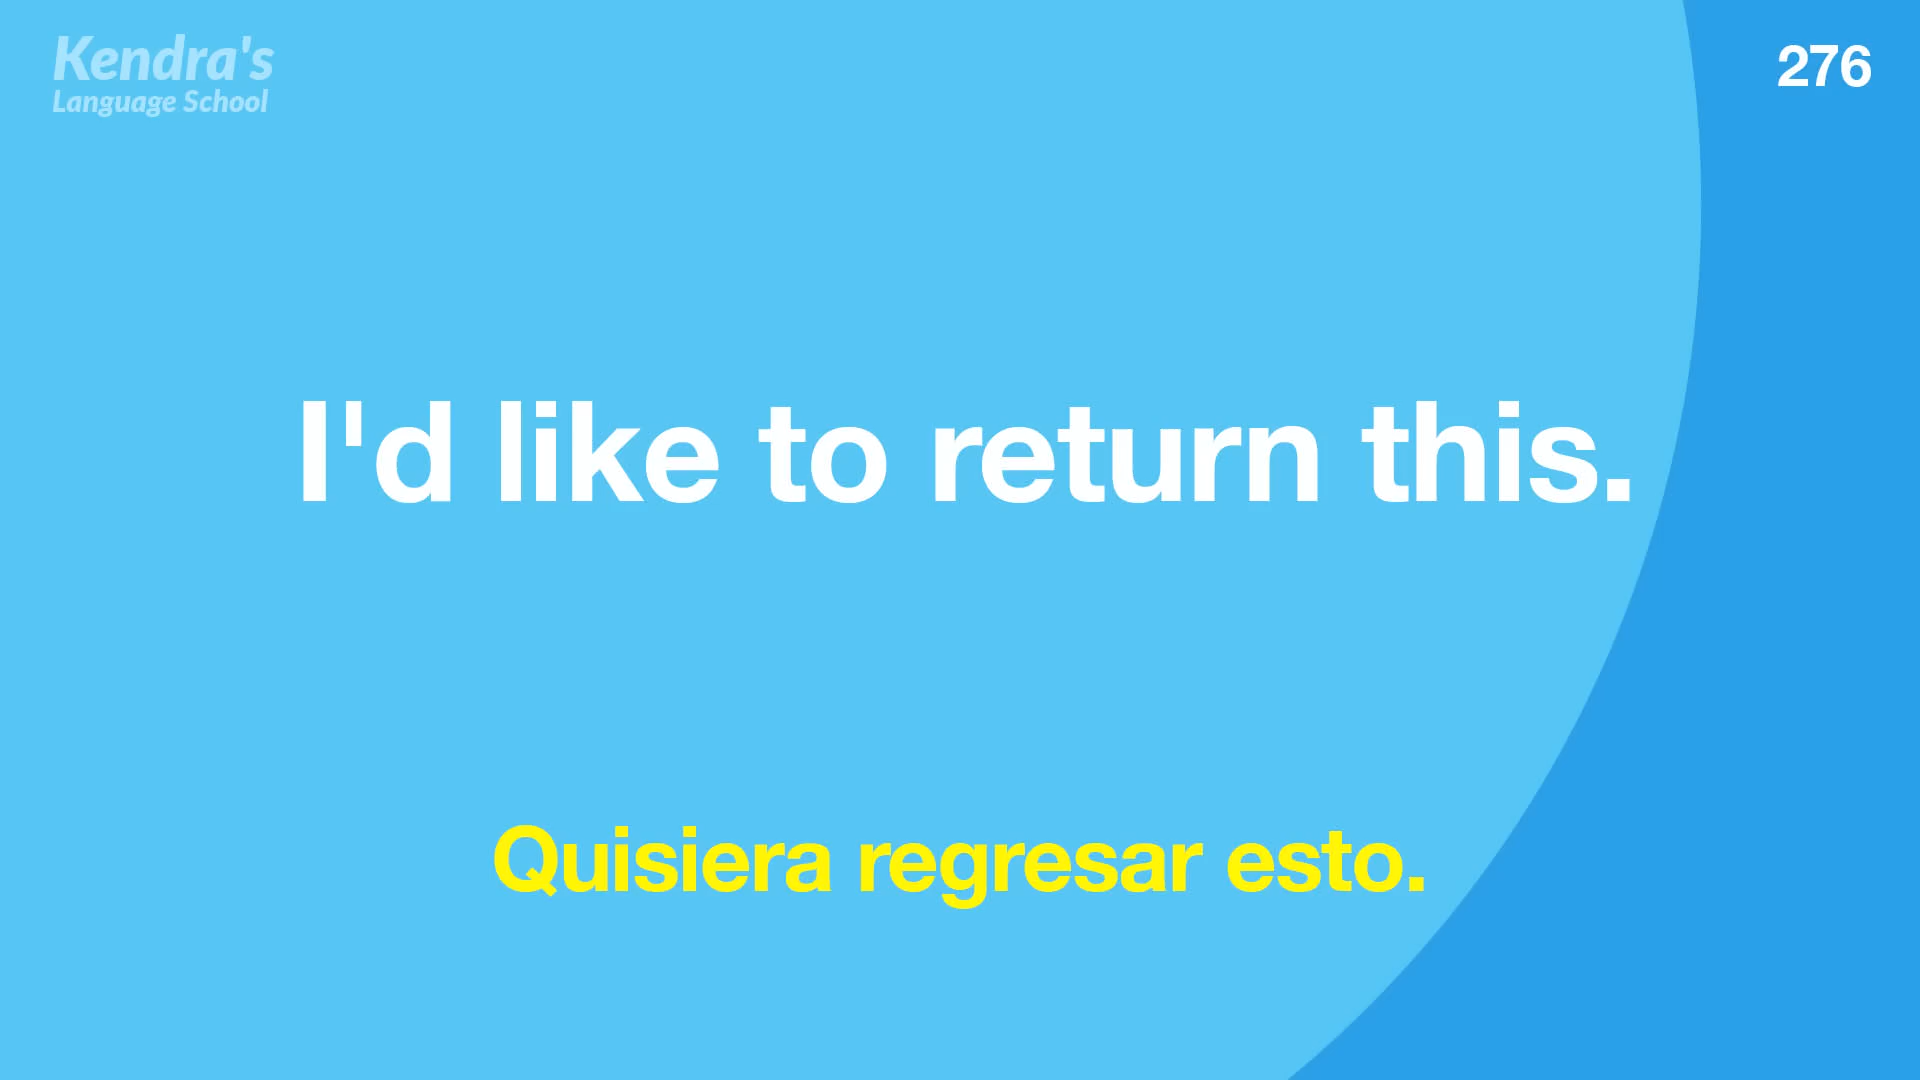 Kendra's
Language School
276
I'd like to return this.
Quisiera regresar esto.